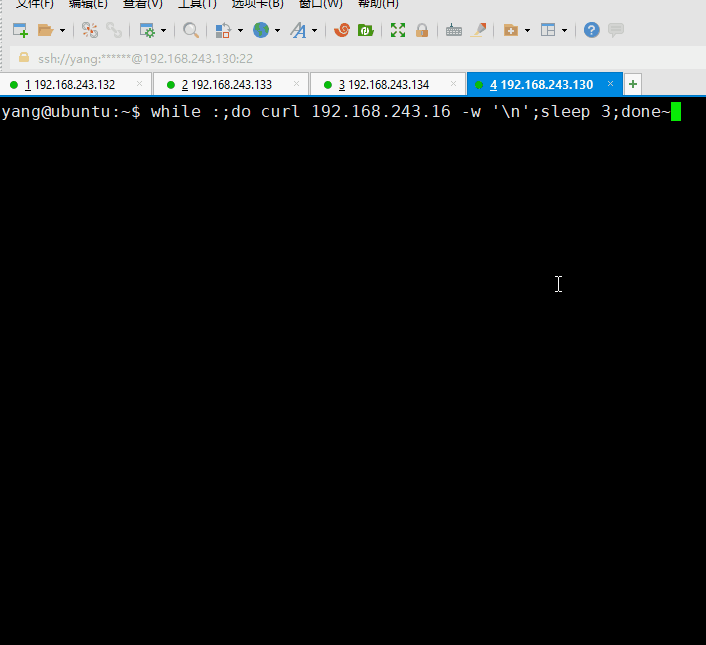 文件(F) 编辑(E) 查看(V) 工具(T) 选项卡(B) 窗口(W) 帮助(H)
ssh://yang:******@192.168.243.130:22
1 192.168.243.132 × 2 192.168.243.133 × 3 192.168.243.134 × 4 192.168.243.130 × +
yang@ubuntu:~$ while :;do curl 192.168.243.16 -w '\n';sleep 3;done~